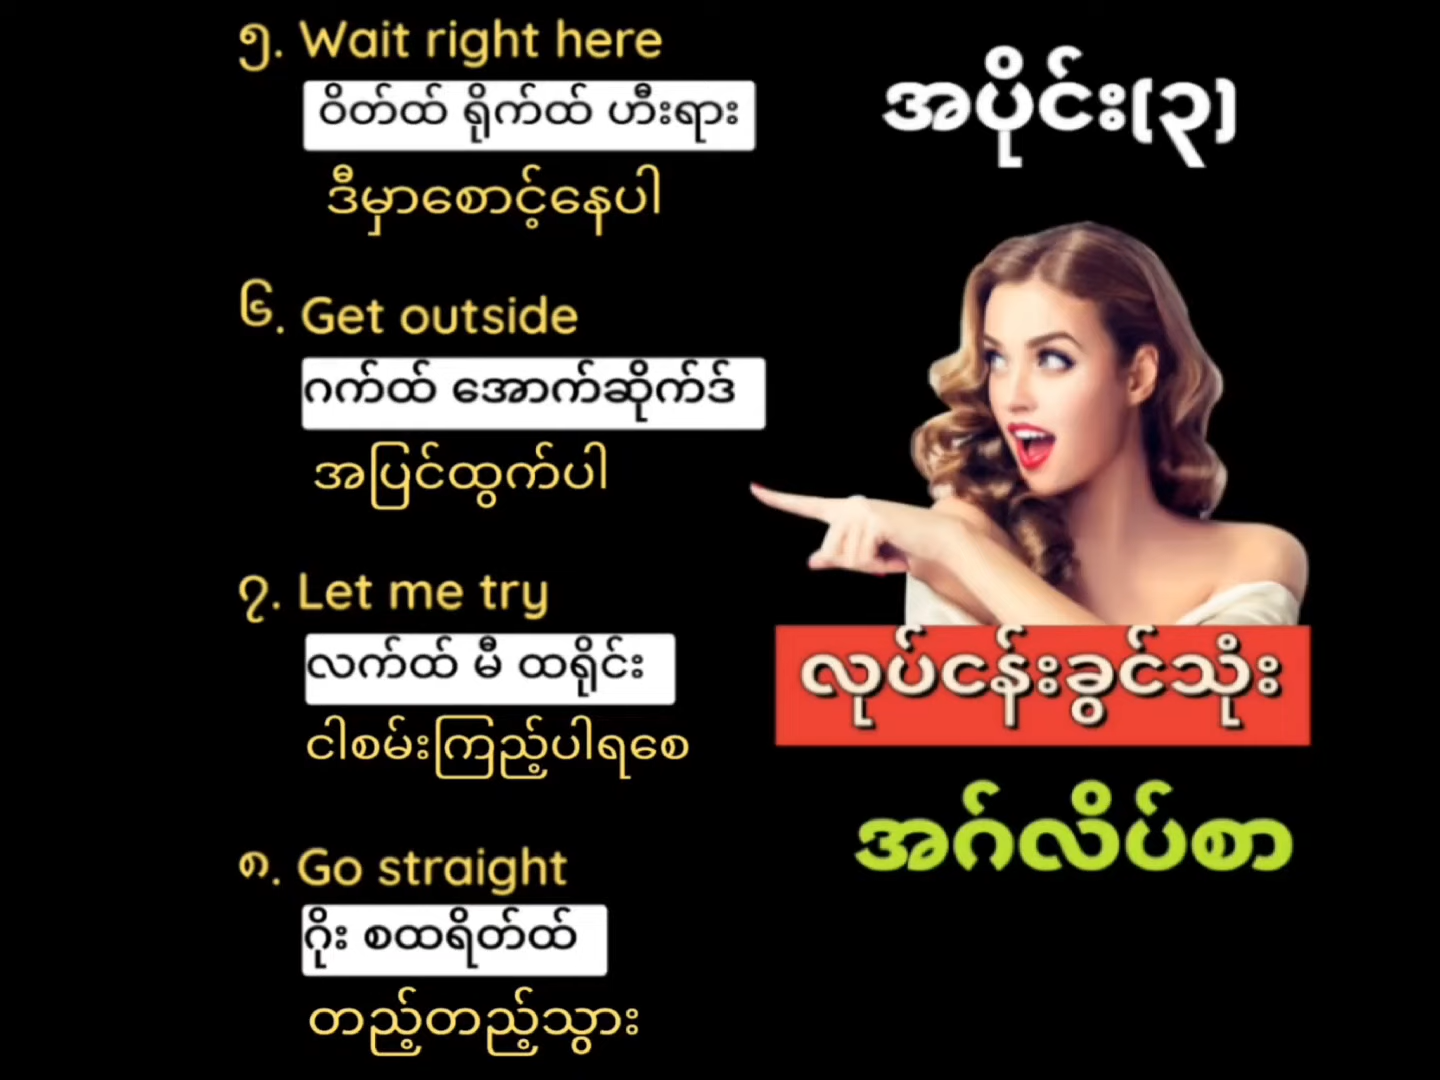 ၅. Wait right here
ဝိတ်ထ် ရိုက်ထ် ဟီးရား
ဒီမှာစောင့်နေပါ
၆. Get outside
ဂက်ထ် အောက်ဆိုက်ဒ်
အပြင်ထွက်ပါ
၇. Let me try
လက်ထ် မီ ထရိုင်း
ငါစမ်းကြည့်ပါရစေ
၈. Go straight
ဂိုး စထရိတ်ထ်
တည့်တည့်သွား
အပိုင်း(၃)
လုပ်ငန်းခွင်သုံး
အင်္ဂလိပ်စာ